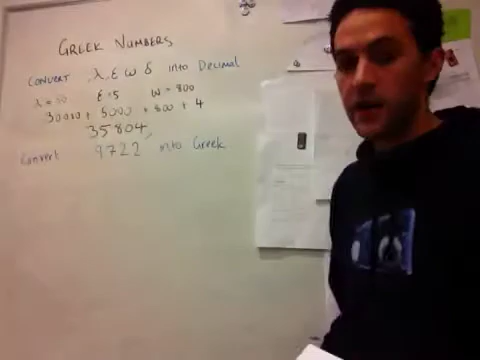 GREEK NUMBERS
CONVERT ͵λ ͵ε ω δ into Decimal
λ = 30 ε = 5 ω = 800
30000 + 5000 + 800 + 4
35804
Convert 9722 into Greek